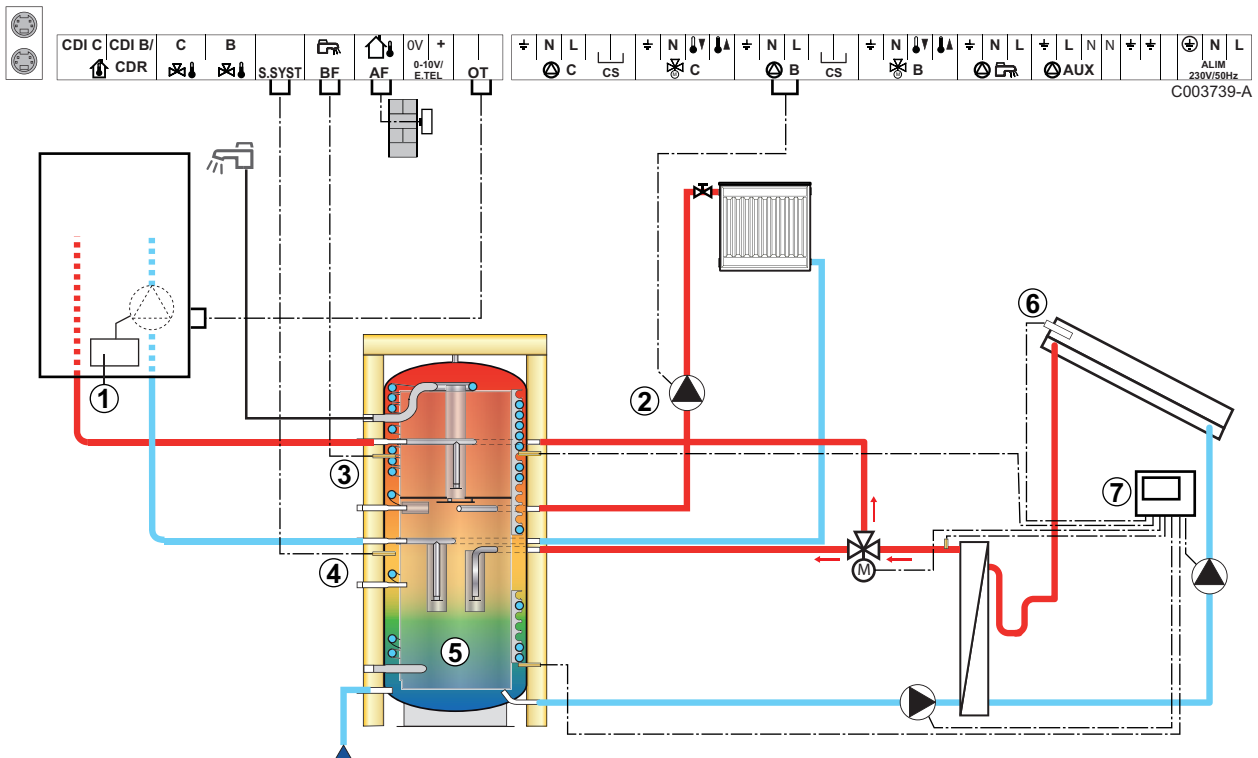 CDI C CDI B/ C B 0V + N L N N L N B N L L N N N L
CDR S.SYST BF AF 0-10V/ E.TEL OT C CS M C B CS M B AUX ALIM 230V/50Hz
C003739-A
1
2
3
4
5
6
7
M